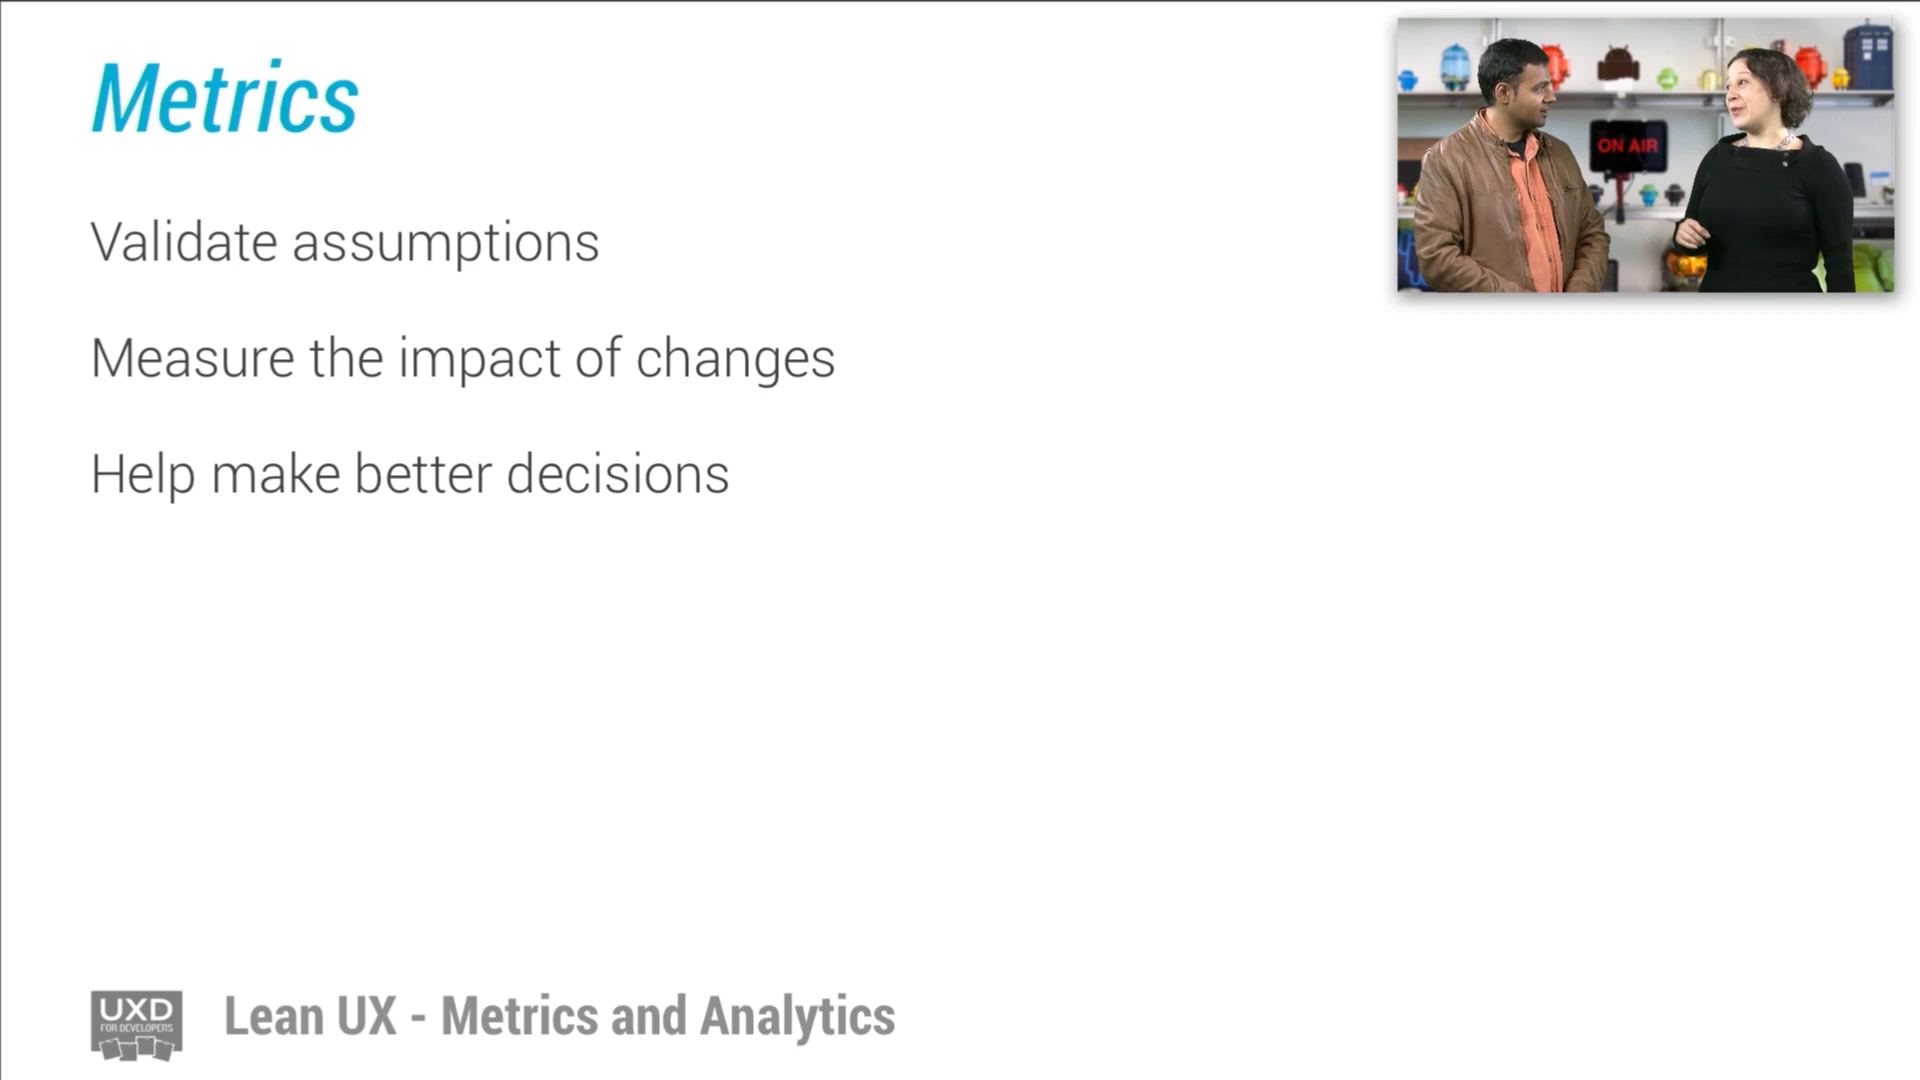 Metrics
ON AIR
Validate assumptions
Measure the impact of changes
Help make better decisions
UXD
FOR DEVELOPERS
Lean UX - Metrics and Analytics